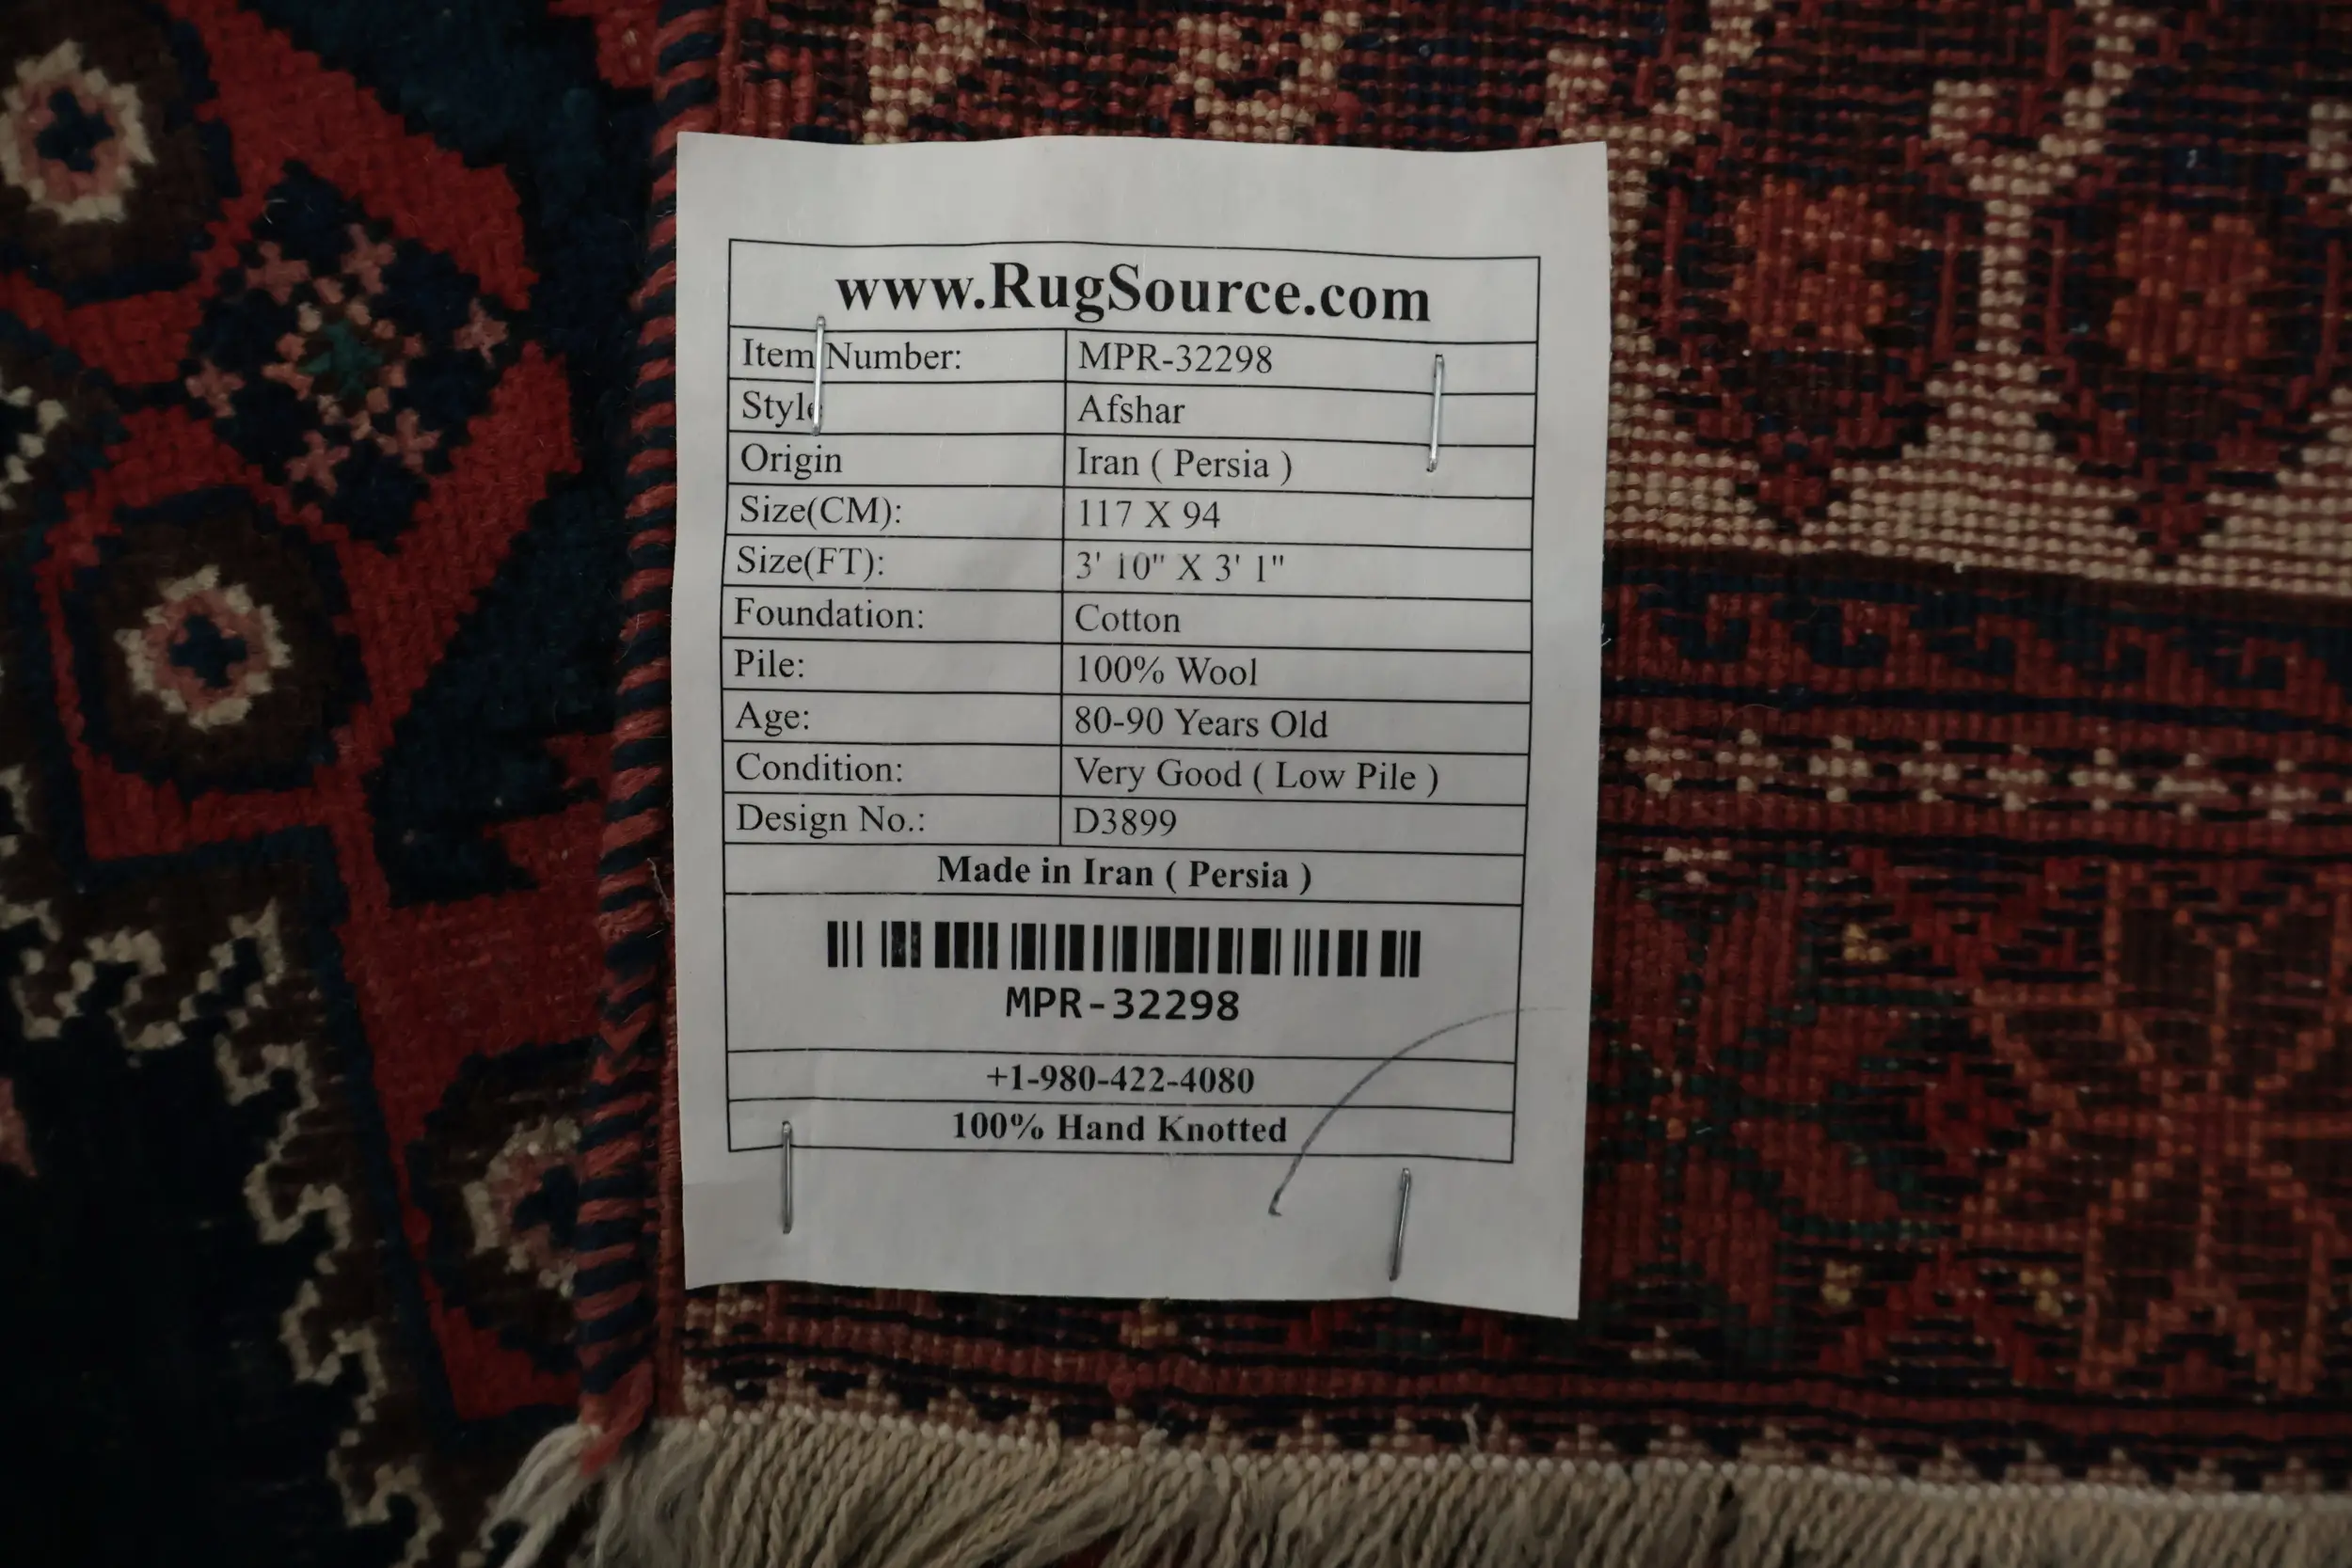 www.RugSource.com
Item Number: MPR-32298
Style Afshar
Origin Iran ( Persia )
Size(CM): 117 X 94
Size(FT): 3' 10" X 3' 1"
Foundation: Cotton
Pile: 100% Wool
Age: 80-90 Years Old
Condition: Very Good ( Low Pile )
Design No.: D3899
Made in Iran ( Persia )
MPR-32298
+1-980-422-4080
100% Hand Knotted